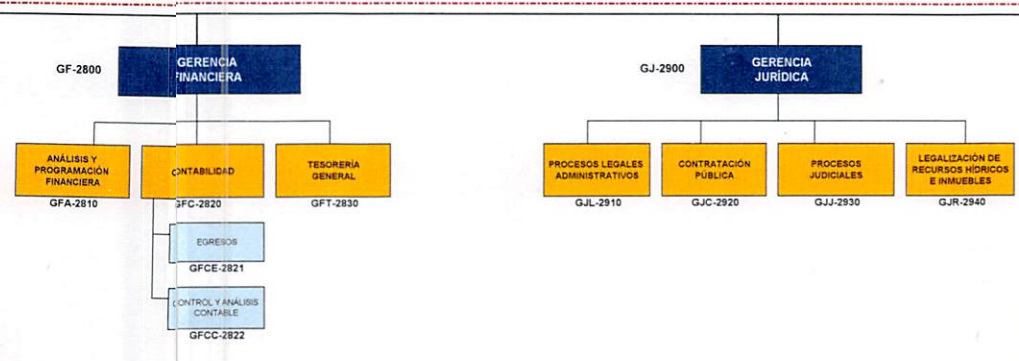 GF-2800
GERENCIA
FINANCIERA
ANÁLISIS Y
PROGRAMACIÓN
FINANCIERA
GFA-2810
CONTABILIDAD
GFC-2820
TESORERÍA
GENERAL
GFT-2830
EGRESOS
GFCE-2821
CONTROL Y ANÁLISIS
CONTABLE
GFCC-2822
GJ-2900
GERENCIA
JURÍDICA
PROCESOS LEGALES
ADMINISTRATIVOS
GJL-2910
CONTRATACIÓN
PÚBLICA
GJC-2920
PROCESOS
JUDICIALES
GJJ-2930
LEGALIZACIÓN DE
RECURSOS HÍDRICOS
E INMUEBLES
GJR-2940